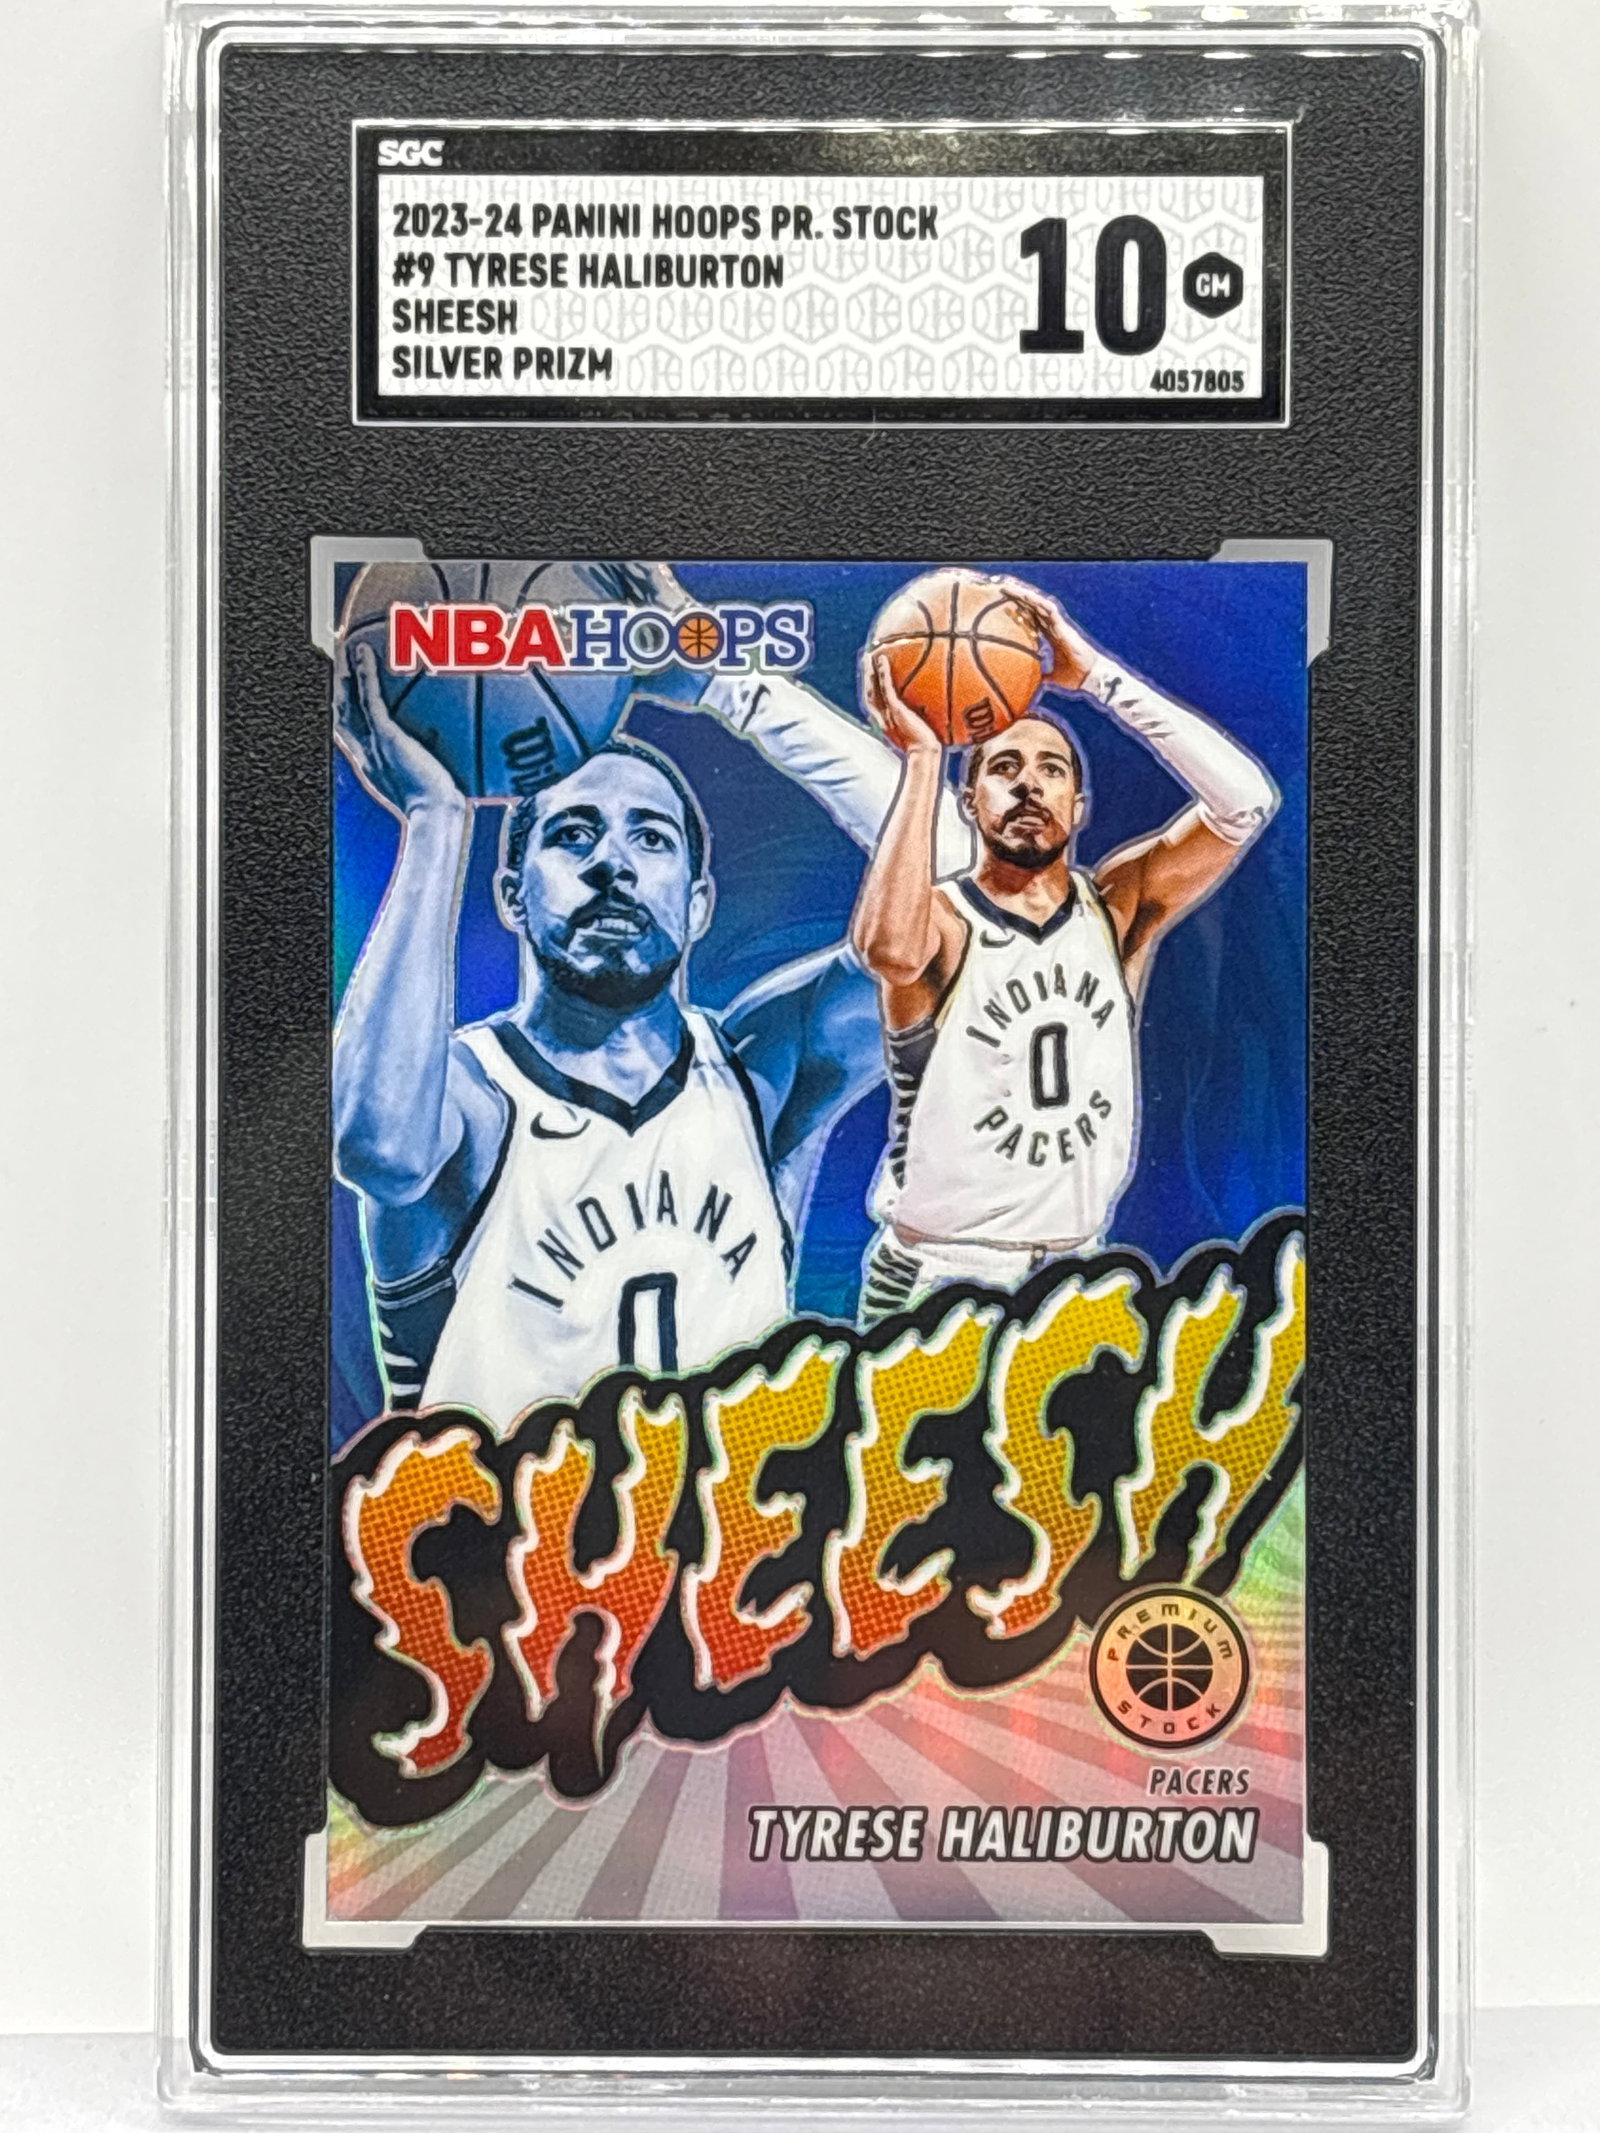 SGC
2023-24 PANINI HOOPS PR. STOCK
#9 TYRESE HALIBURTON
SHEESH
SILVER PRIZM
10 GM
4057805
NBA HOOPS
INDIANA
0
PACERS
INDIANA
0
SHEESH
PREMIUM
STOCK
PACERS
TYRESE HALIBURTON